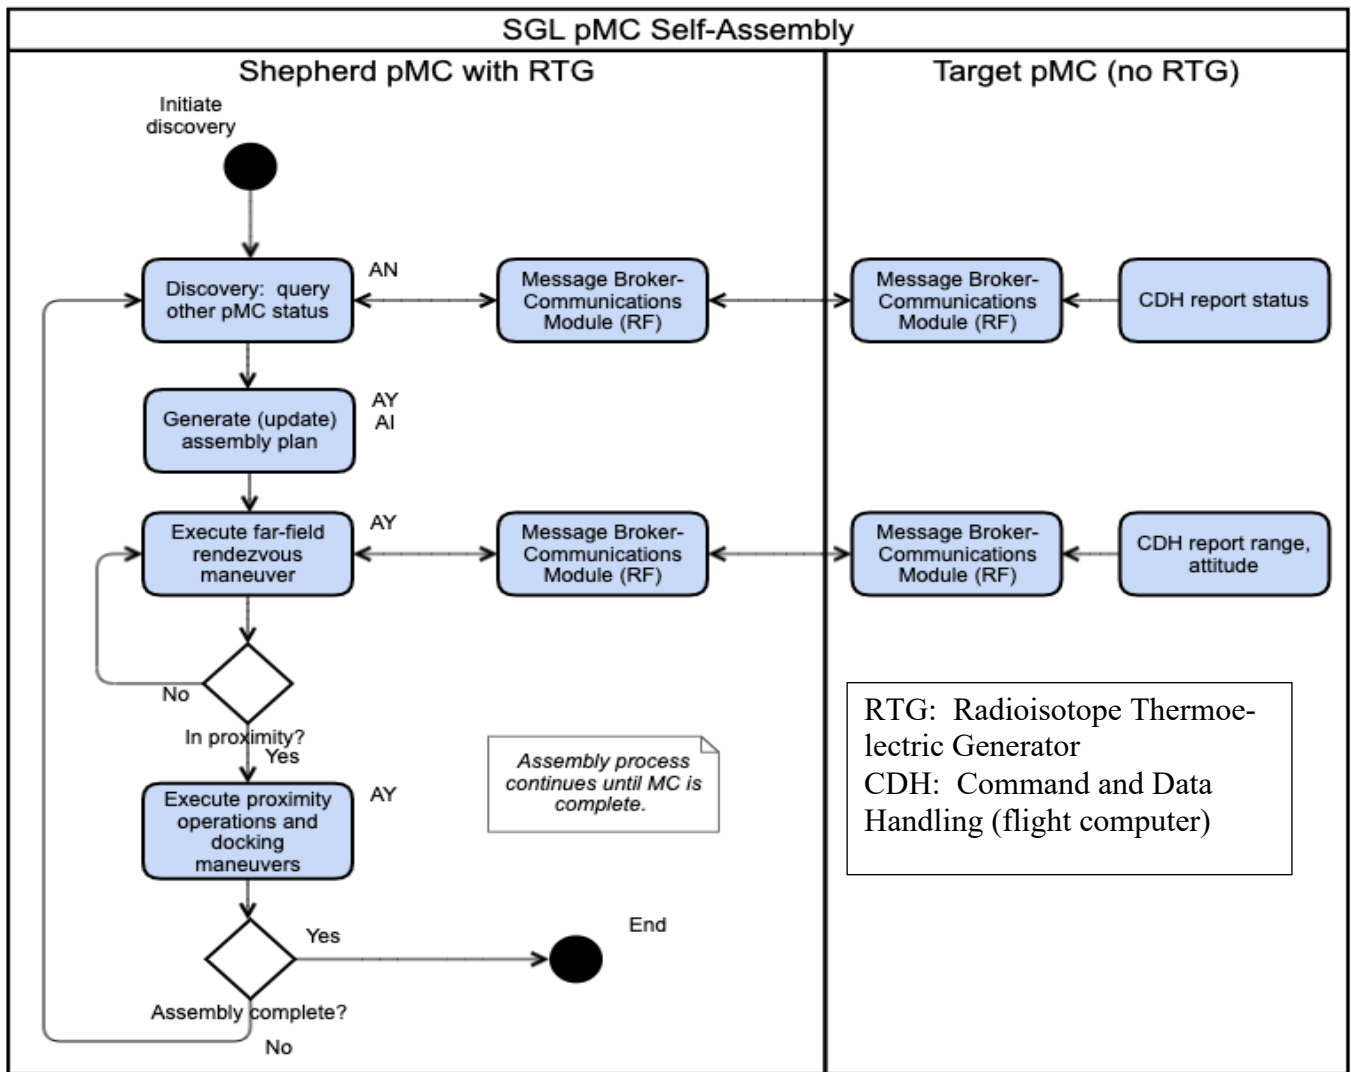 SGL pMC Self-Assembly
Shepherd pMC with RTG
Target pMC (no RTG)
Initiate
discovery
Discovery: query
other pMC status
AN
Message Broker-
Communications
Module (RF)
Message Broker-
Communications
Module (RF)
CDH report status
Generate (update)
assembly plan
AY
AI
Execute far-field
rendezvous
maneuver
AY
Message Broker-
Communications
Module (RF)
Message Broker-
Communications
Module (RF)
CDH report range,
attitude
No
In proximity?
Yes
Execute proximity
operations and
docking
maneuvers
AY
Assembly process
continues until MC is
complete.
RTG: Radioisotope Thermoe-
lectric Generator
CDH: Command and Data
Handling (flight computer)
Yes
End
Assembly complete?
No